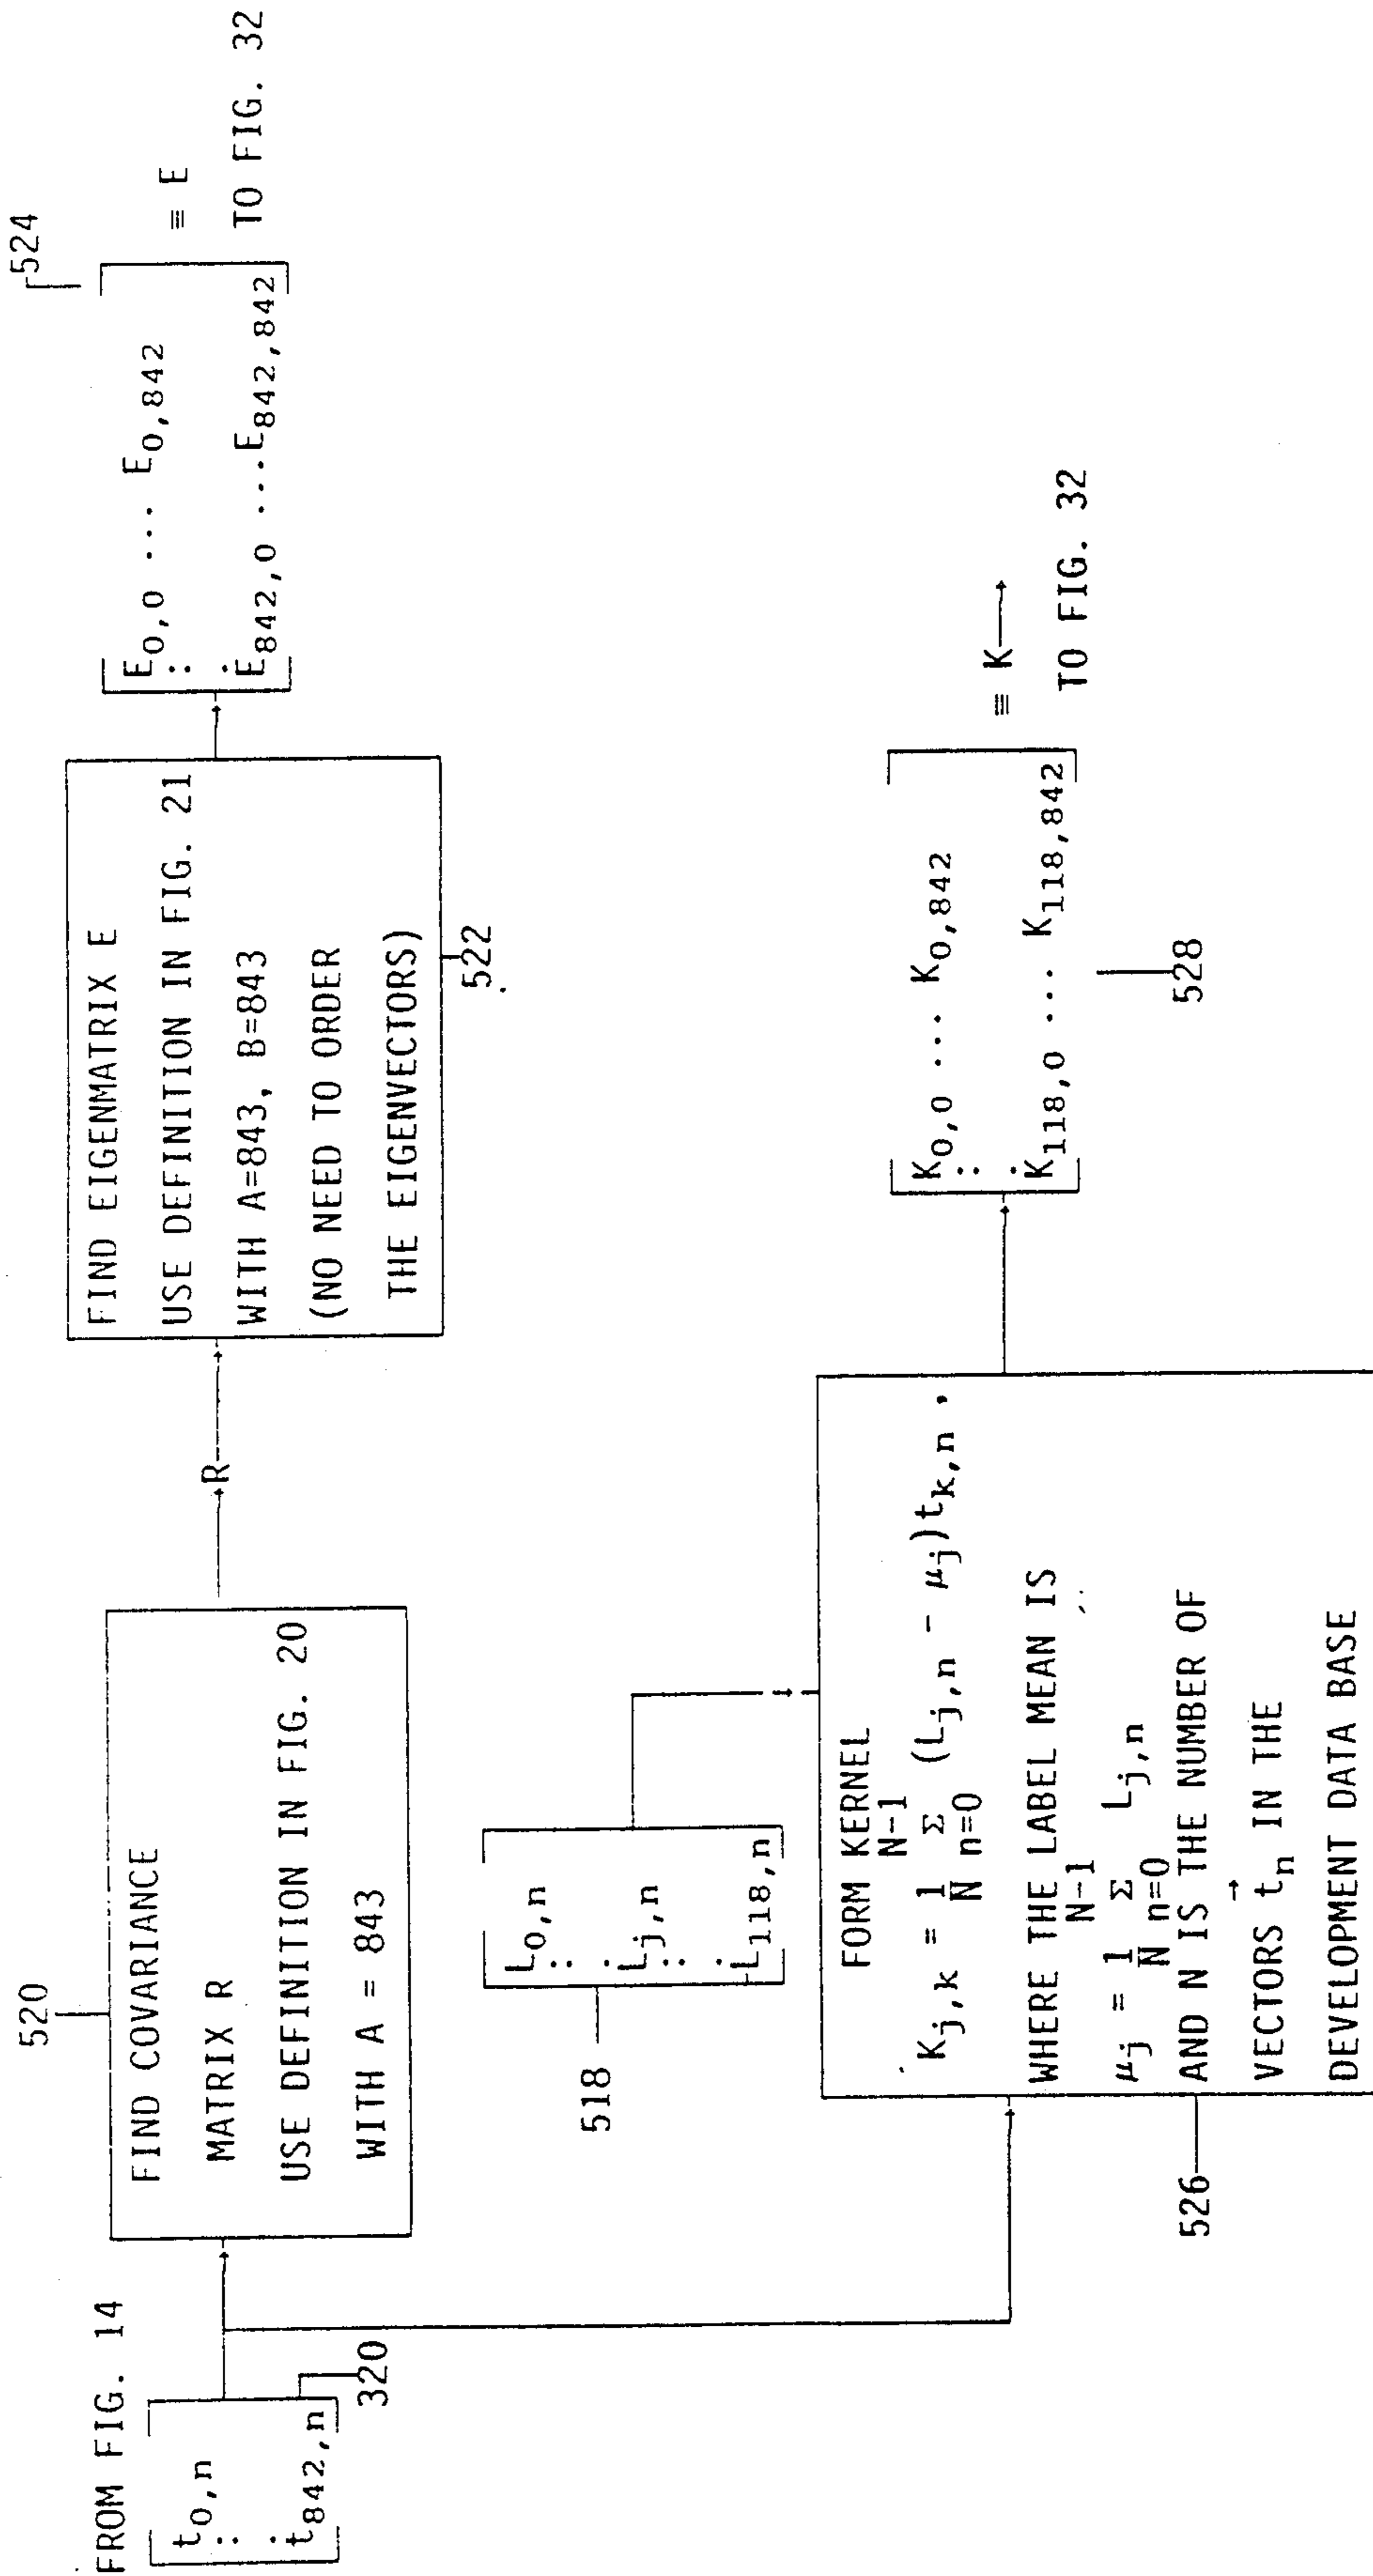 FROM FIG. 14
t0,n
:
.
t842,n
320
520
FIND COVARIANCE
MATRIX R
USE DEFINITION IN FIG. 20
WITH A = 843
R
FIND EIGENMATRIX E
USE DEFINITION IN FIG. 21
WITH A=843, B=843
(NO NEED TO ORDER
THE EIGENVECTORS)
522
524
E0,0 ... E0,842
:
.
E842,0 ...E842,842
≡ E
TO FIG. 32
518
L0,n
:
.
Lj,n
:
.
L118,n
FORM KERNEL
N-1
Kj,k = 1/N Σ (Lj,n - μj)tk,n ,
n=0
WHERE THE LABEL MEAN IS
N-1
μj = 1/N Σ Lj,n
n=0
AND N IS THE NUMBER OF
VECTORS t⃗n IN THE
DEVELOPMENT DATA BASE
526
K0,0 ... K0,842
:
.
K118,0 ... K118,842
528
≡ K
TO FIG. 32